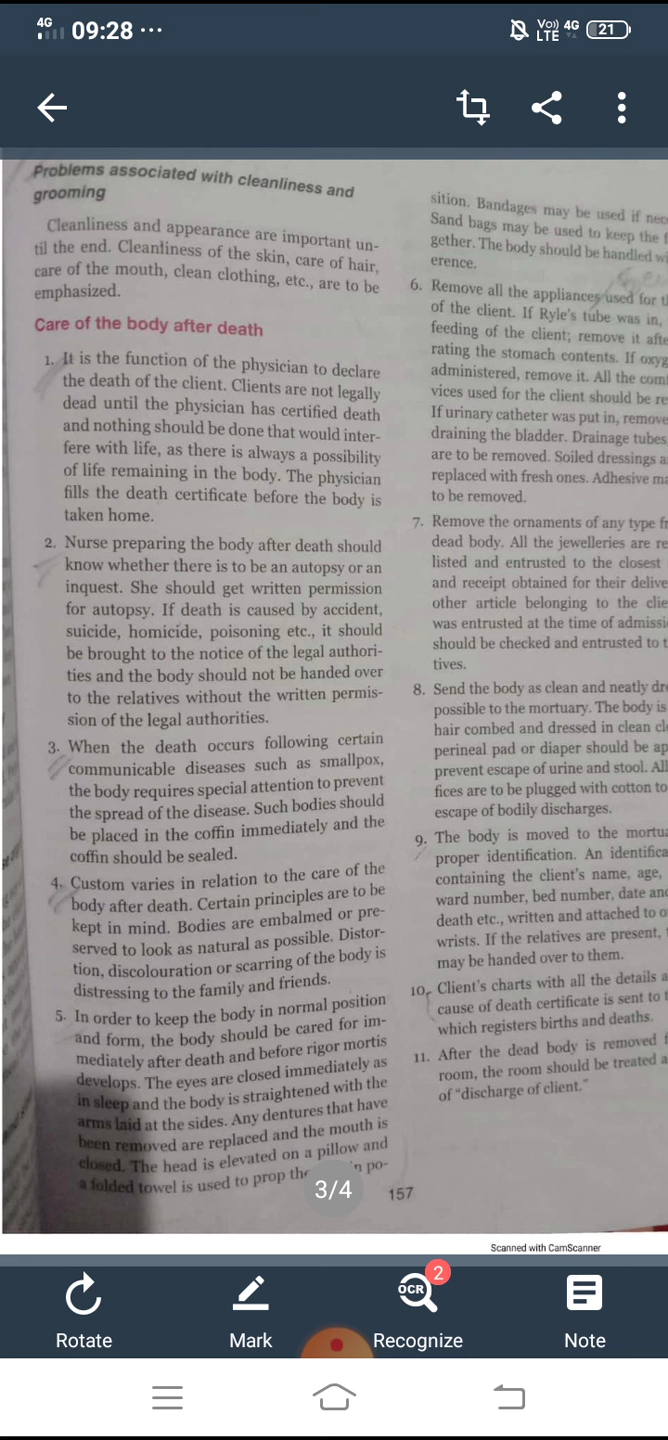 4G 09:28 ... Vo)) LTE 4G 21
Problems associated with cleanliness and
grooming
Cleanliness and appearance are important un-
til the end. Cleanliness of the skin, care of hair,
care of the mouth, clean clothing, etc., are to be
emphasized.
Care of the body after death
1. It is the function of the physician to declare
the death of the client. Clients are not legally
dead until the physician has certified death
and nothing should be done that would inter-
fere with life, as there is always a possibility
of life remaining in the body. The physician
fills the death certificate before the body is
taken home.
2. Nurse preparing the body after death should
know whether there is to be an autopsy or an
inquest. She should get written permission
for autopsy. If death is caused by accident,
suicide, homicide, poisoning etc., it should
be brought to the notice of the legal authori-
ties and the body should not be handed over
to the relatives without the written permis-
sion of the legal authorities.
3. When the death occurs following certain
communicable diseases such as smallpox,
the body requires special attention to prevent
the spread of the disease. Such bodies should
be placed in the coffin immediately and the
coffin should be sealed.
4. Custom varies in relation to the care of the
body after death. Certain principles are to be
kept in mind. Bodies are embalmed or pre-
served to look as natural as possible. Distor-
tion, discolouration or scarring of the body is
distressing to the family and friends.
5. In order to keep the body in normal position
and form, the body should be cared for im-
mediately after death and before rigor mortis
develops. The eyes are closed immediately as
in sleep and the body is straightened with the
arms laid at the sides. Any dentures that have
been removed are replaced and the mouth is
closed. The head is elevated on a pillow and
a folded towel is used to prop the n po-
sition. Bandages may be used if nec
Sand bags may be used to keep the f
gether. The body should be handled wi
erence.
6. Remove all the appliances used for th
of the client. If Ryle's tube was in,
feeding of the client; remove it afte
rating the stomach contents. If oxyg
administered, remove it. All the com
vices used for the client should be re
If urinary catheter was put in, remove
draining the bladder. Drainage tubes
are to be removed. Soiled dressings a
replaced with fresh ones. Adhesive ma
to be removed.
7. Remove the ornaments of any type fr
dead body. All the jewelleries are re
listed and entrusted to the closest
and receipt obtained for their delive
other article belonging to the clie
was entrusted at the time of admissi
should be checked and entrusted to t
tives.
8. Send the body as clean and neatly dre
possible to the mortuary. The body is
hair combed and dressed in clean cl
perineal pad or diaper should be ap
prevent escape of urine and stool. All
fices are to be plugged with cotton to
escape of bodily discharges.
9. The body is moved to the mortua
proper identification. An identifica
containing the client's name, age,
ward number, bed number, date and
death etc., written and attached to o
wrists. If the relatives are present,
may be handed over to them.
10. Client's charts with all the details a
cause of death certificate is sent to t
which registers births and deaths.
11. After the dead body is removed f
room, the room should be treated a
of "discharge of client."
3/4
157
Scanned with CamScanner
OCR 2
Rotate Mark Recognize Note